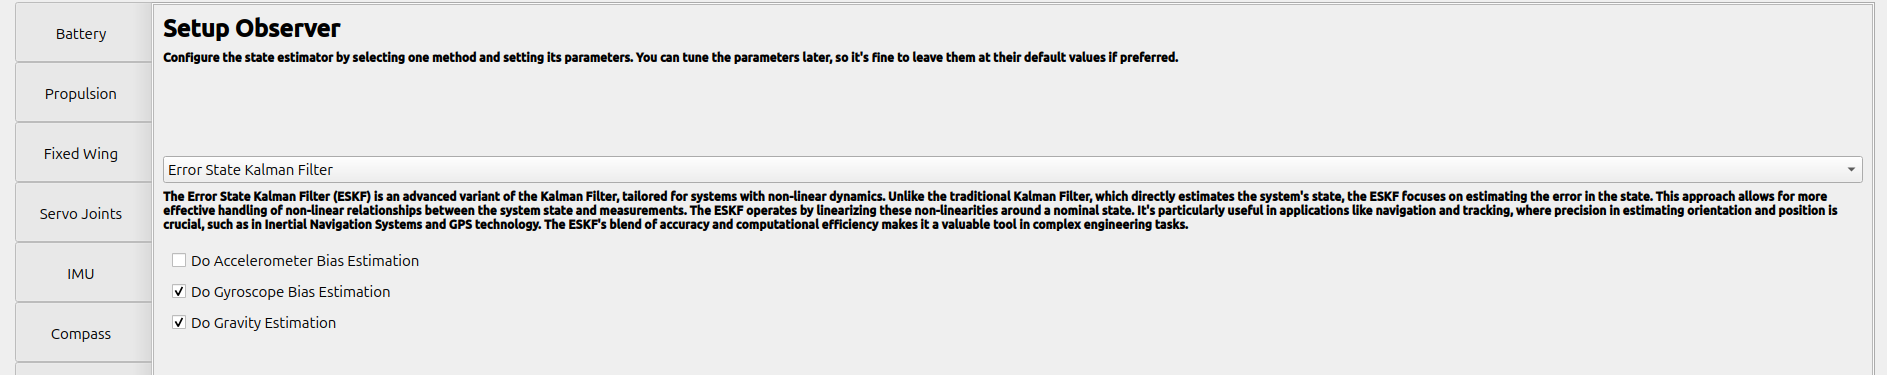 Battery
Propulsion
Fixed Wing
Servo Joints
IMU
Compass
Setup Observer
Configure the state estimator by selecting one method and setting its parameters. You can tune the parameters later, so it's fine to leave them at their default values if preferred.
Error State Kalman Filter
The Error State Kalman Filter (ESKF) is an advanced variant of the Kalman Filter, tailored for systems with non-linear dynamics. Unlike the traditional Kalman Filter, which directly estimates the system's state, the ESKF focuses on estimating the error in the state. This approach allows for more
effective handling of non-linear relationships between the system state and measurements. The ESKF operates by linearizing these non-linearities around a nominal state. It's particularly useful in applications like navigation and tracking, where precision in estimating orientation and position is
crucial, such as in Inertial Navigation Systems and GPS technology. The ESKF's blend of accuracy and computational efficiency makes it a valuable tool in complex engineering tasks.
Do Accelerometer Bias Estimation
Do Gyroscope Bias Estimation
Do Gravity Estimation